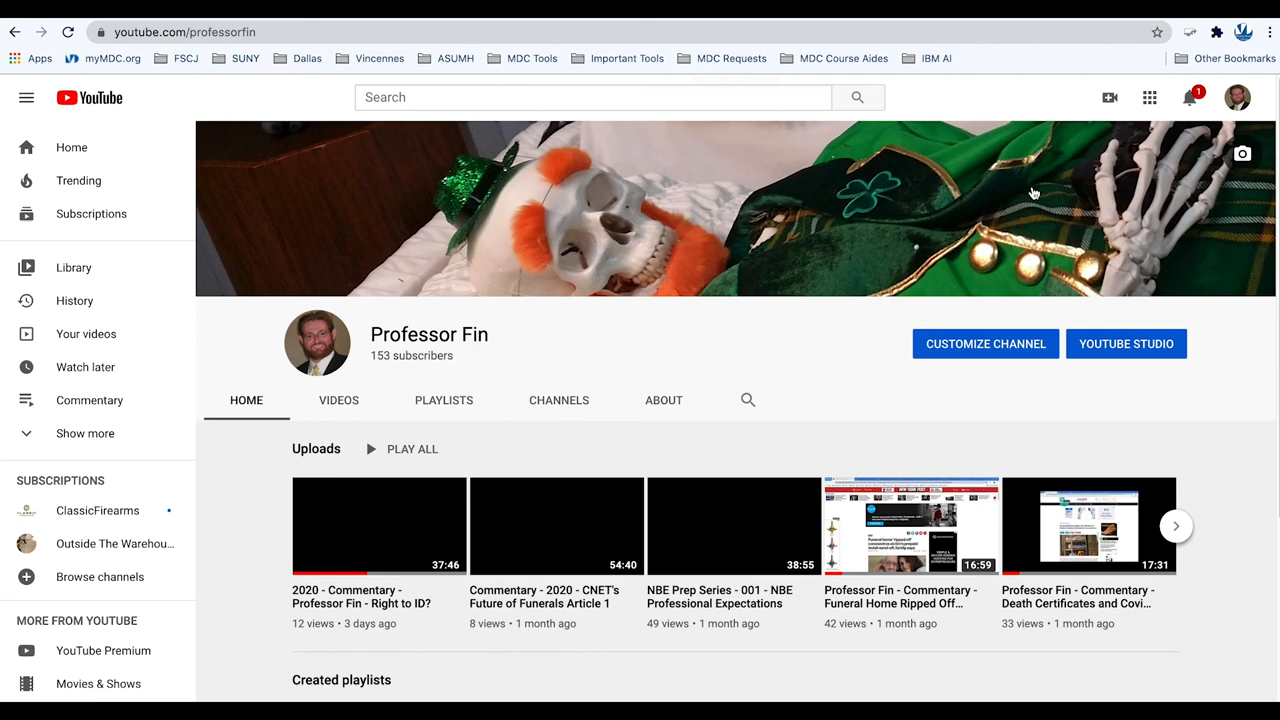 youtube.com/professorfin
Apps myMDC.org FSCJ SUNY Dallas Vincennes ASUMH MDC Tools Important Tools MDC Requests MDC Course Aides IBM AI Other Bookmarks
YouTube
Search
1
Home
Trending
Subscriptions
Library
History
Your videos
Watch later
Commentary
Show more
SUBSCRIPTIONS
ClassicFirearms
Outside The Warehou...
Browse channels
MORE FROM YOUTUBE
YouTube Premium
Movies & Shows
Professor Fin
153 subscribers
CUSTOMIZE CHANNEL YOUTUBE STUDIO
HOME VIDEOS PLAYLISTS CHANNELS ABOUT
Uploads PLAY ALL
37:46
2020 - Commentary -
Professor Fin - Right to ID?
12 views • 3 days ago
54:40
Commentary - 2020 - CNET's
Future of Funerals Article 1
8 views • 1 month ago
38:55
NBE Prep Series - 001 - NBE
Professional Expectations
49 views • 1 month ago
16:59
Professor Fin - Commentary -
Funeral Home Ripped Off...
42 views • 1 month ago
17:31
Professor Fin - Commentary -
Death Certificates and Covi...
33 views • 1 month ago
Created playlists